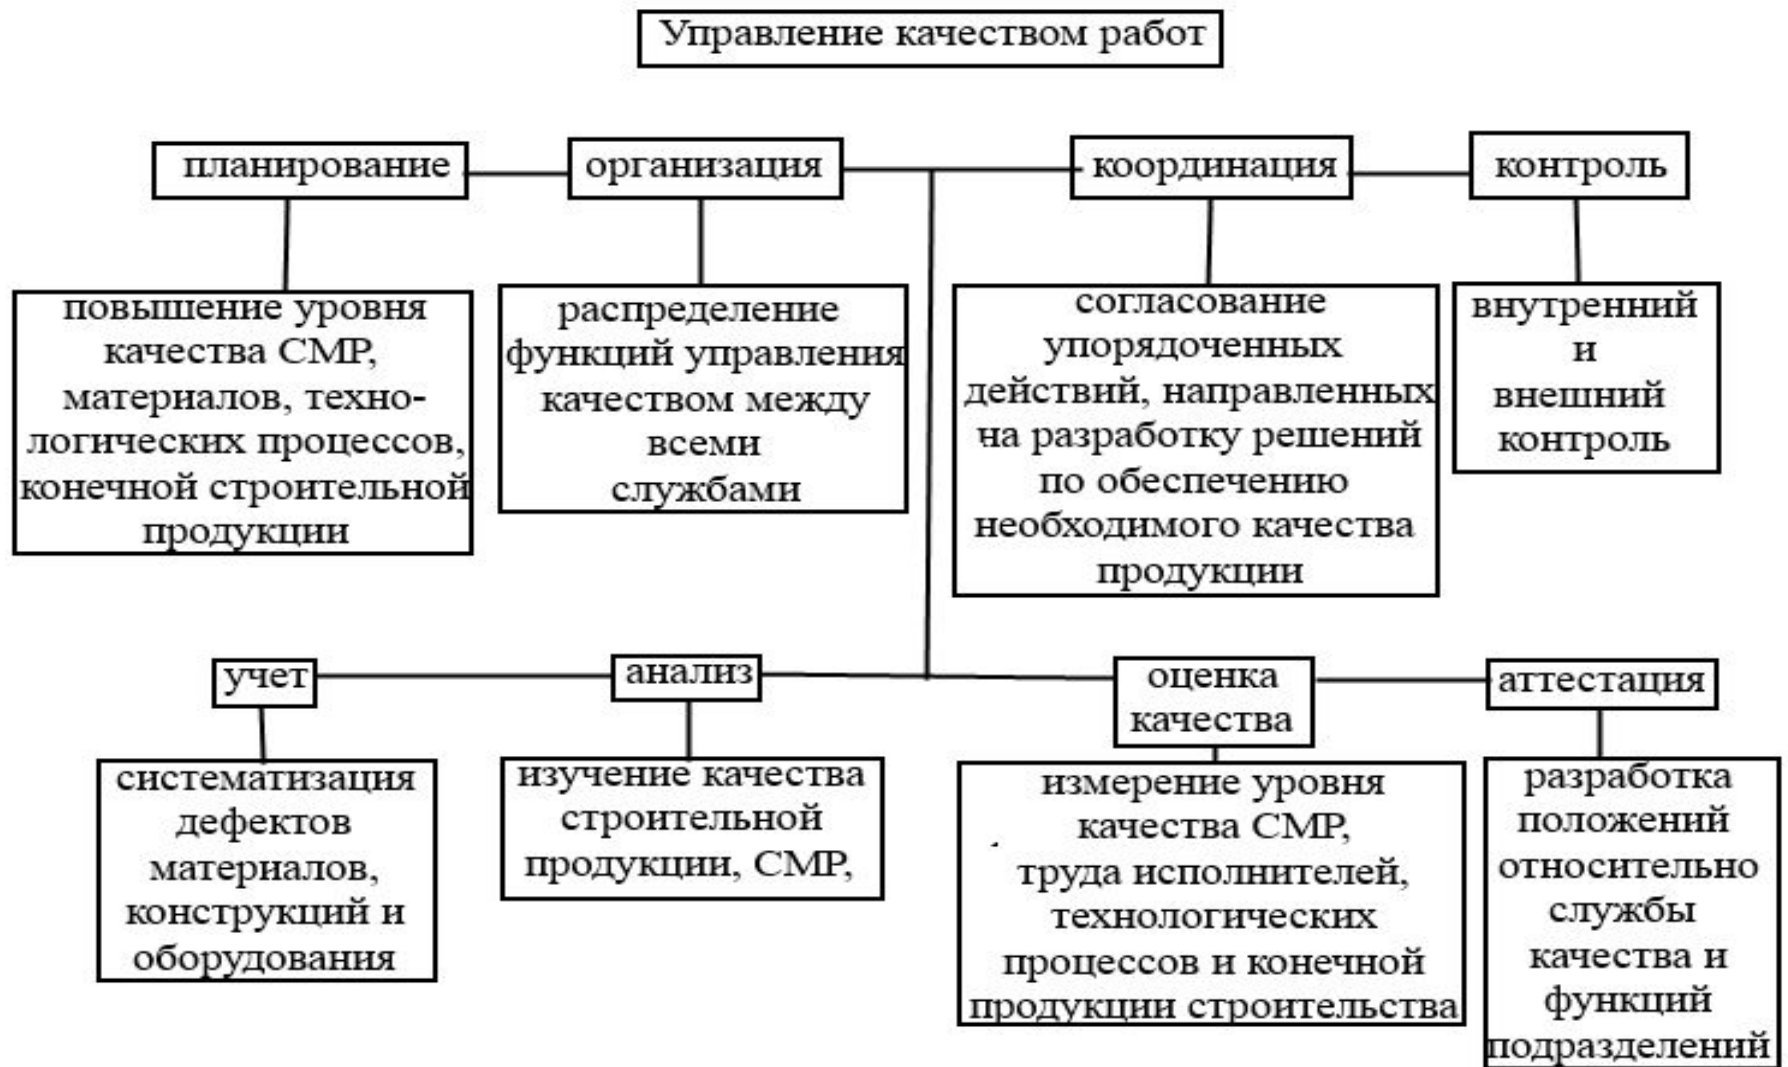 Управление качеством работ
планирование
организация
координация
контроль
повышение уровня
качества СМР,
материалов, техно-
логических процессов,
конечной строительной
продукции
распределение
функций управления
качеством между
всеми
службами
согласование
упорядоченных
действий, направленных
на разработку решений
по обеспечению
необходимого качества
продукции
внутренний
и
внешний
контроль
учет
анализ
оценка
качества
аттестация
систематизация
дефектов
материалов,
конструкций и
оборудования
изучение качества
строительной
продукции, СМР,
измерение уровня
качества СМР,
труда исполнителей,
технологических
процессов и конечной
продукции строительства
разработка
положений
относительно
службы
качества и
функций
подразделений